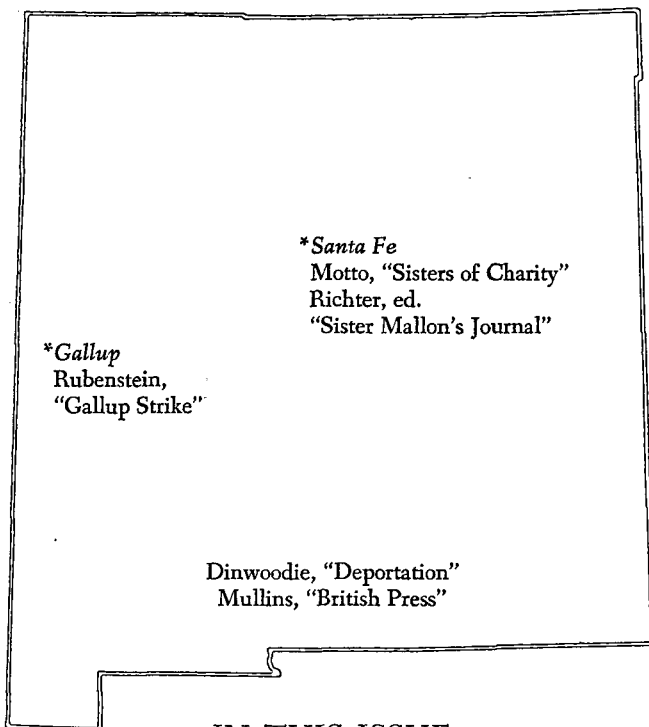 *Santa Fe
Motto, “Sisters of Charity”
Richter, ed.
“Sister Mallon’s Journal”
*Gallup
Rubenstein,
“Gallup Strike”
Dinwoodie, “Deportation”
Mullins, “British Press”